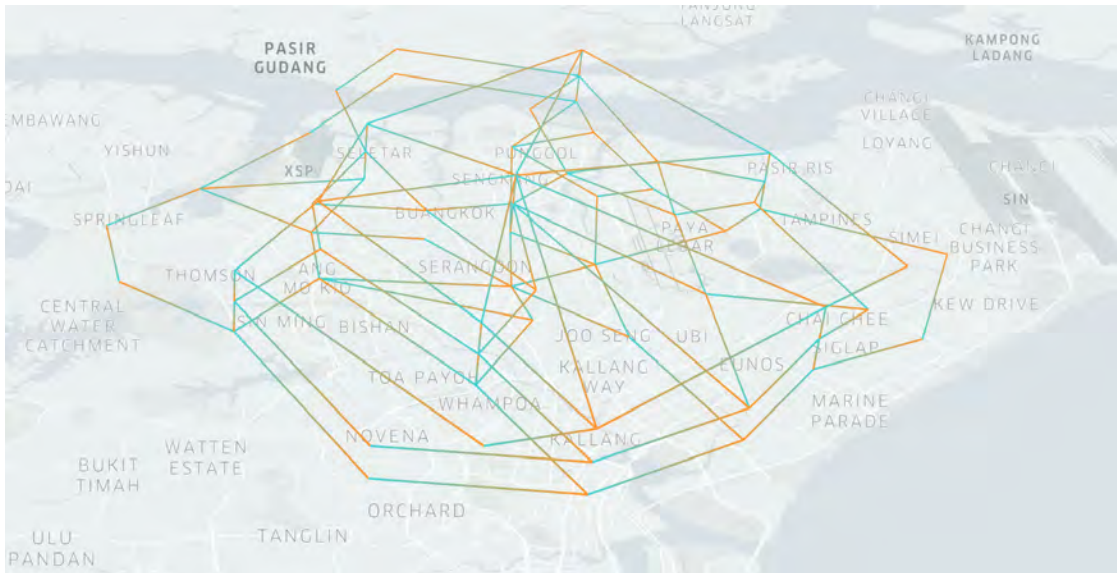 TANJUNG
LANGSAT
PASIR
GUDANG
KAMPONG
LADANG
CHANGI
VILLAGE
EMBAWANG
LOYANG
YISHUN
SELETAR
PUNGGOL
PASIR RIS
CHANGI
XSP
SENGKANG
DAI
SIN
SPRINGLEAF
BUANGKOK
TAMPINES
PAYA
LEBAR
SIMEI
CHANGI
BUSINESS
PARK
THOMSON
ANG
MO KIO
SERANGOON
CENTRAL
WATER
CATCHMENT
KEW DRIVE
SIN MING
BISHAN
JOO SENG
UBI
CHAI CHEE
SIGLAP
KALLANG
WAY
EUNOS
TOA PAYOH
WHAMPOA
MARINE
PARADE
NOVENA
KALLANG
WATTEN
ESTATE
BUKIT
TIMAH
ORCHARD
TANGLIN
ULU
PANDAN